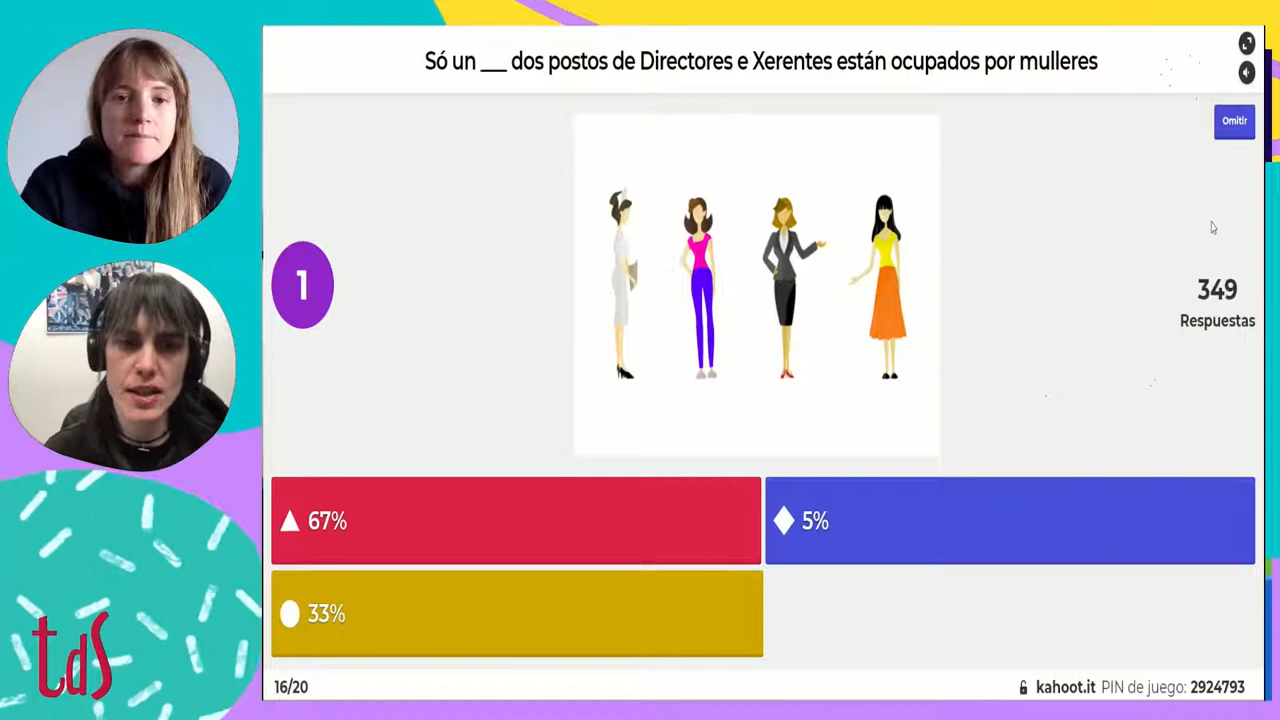 Só un ___ dos postos de Directores e Xerentes están ocupados por mulleres
Omitir
1
349
Respuestas
67%
5%
33%
tds
16/20
kahoot.it PIN de juego: 2924793